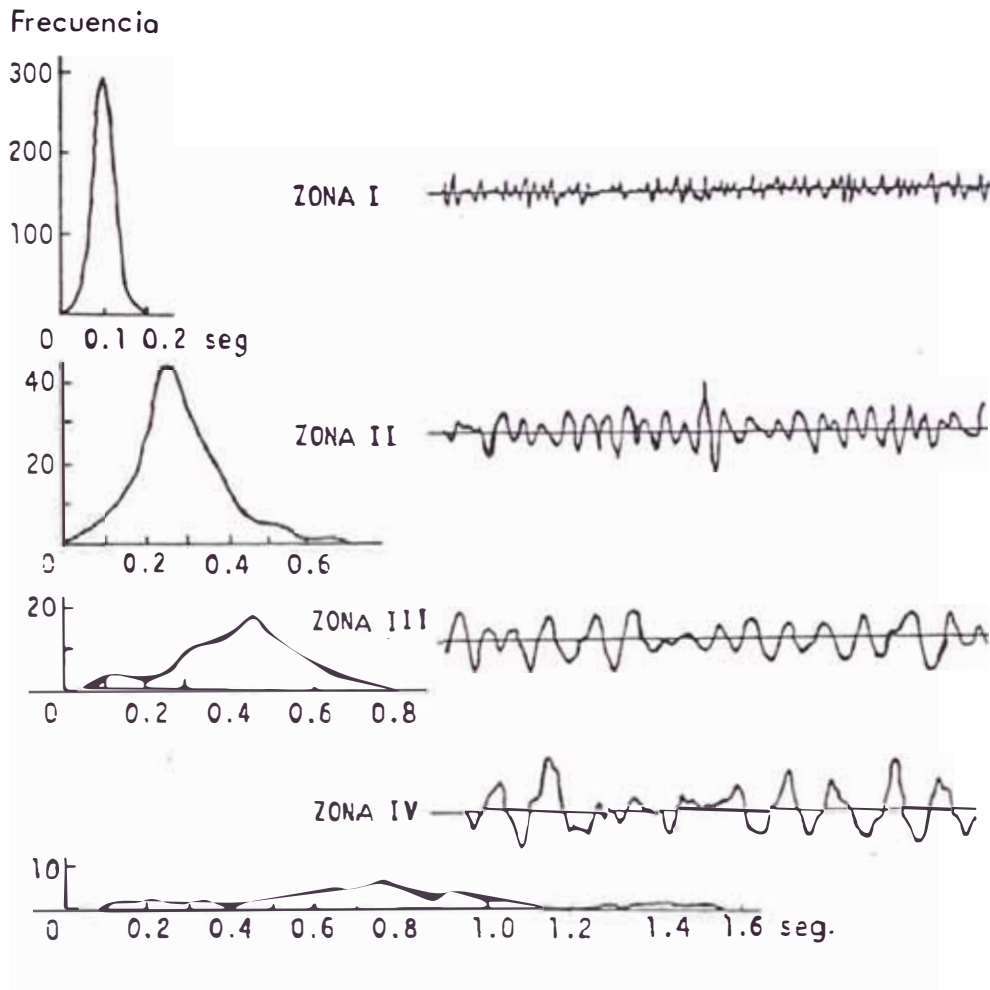 Frecuencia
300
200
100
ZONA I
0 0.1 0.2 seg
40
20
ZONA II
0 0.2 0.4 0.6
20
ZONA III
0 0.2 0.4 0.6 0.8
ZONA IV
10
0 0.2 0.4 0.6 0.8 1.0 1.2 1.4 1.6 seg.